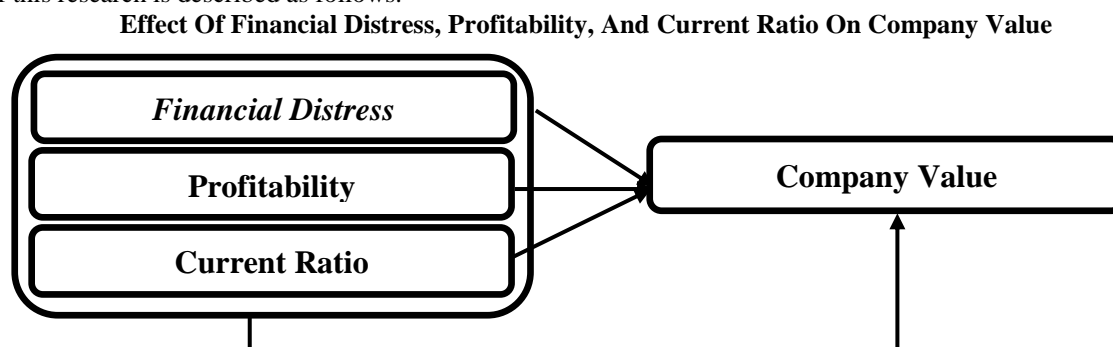 this research is described as follows:
Effect Of Financial Distress, Profitability, And Current Ratio On Company Value
Financial Distress
Profitability
Company Value
Current Ratio